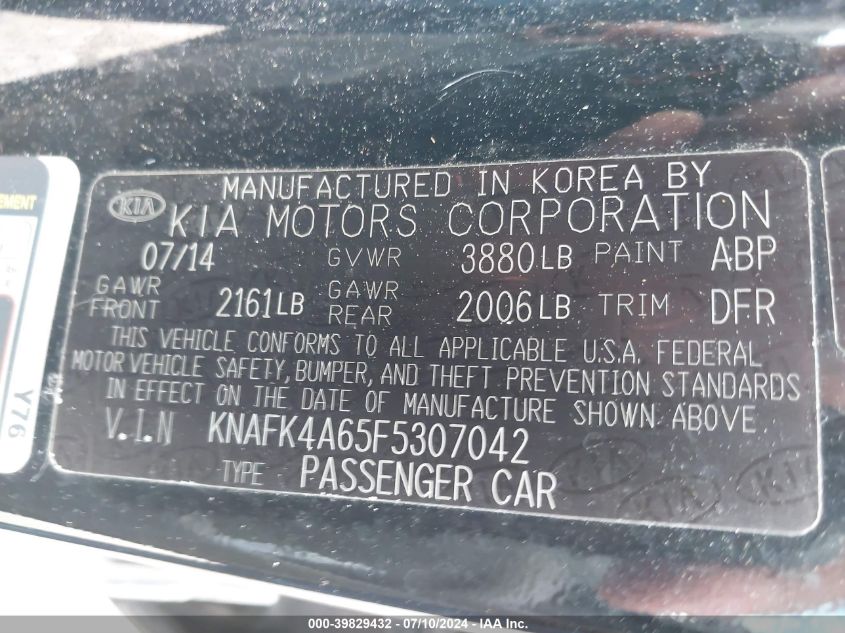 MANUFACTURED IN KOREA BY
KIA KIA MOTORS CORPORATION
07/14 GVWR 3880LB PAINT ABP
GAWR FRONT 2161LB GAWR REAR 2006LB TRIM DFR
THIS VEHICLE CONFORMS TO ALL APPLICABLE U.S.A. FEDERAL
MOTOR VEHICLE SAFETY, BUMPER, AND THEFT PREVENTION STANDARDS
IN EFFECT ON THE DATE OF MANUFACTURE SHOWN ABOVE.
V.I.N KNAFK4A65F5307042
TYPE PASSENGER CAR
Y76
000-39829432 - 07/10/2024 - IAA, Inc.